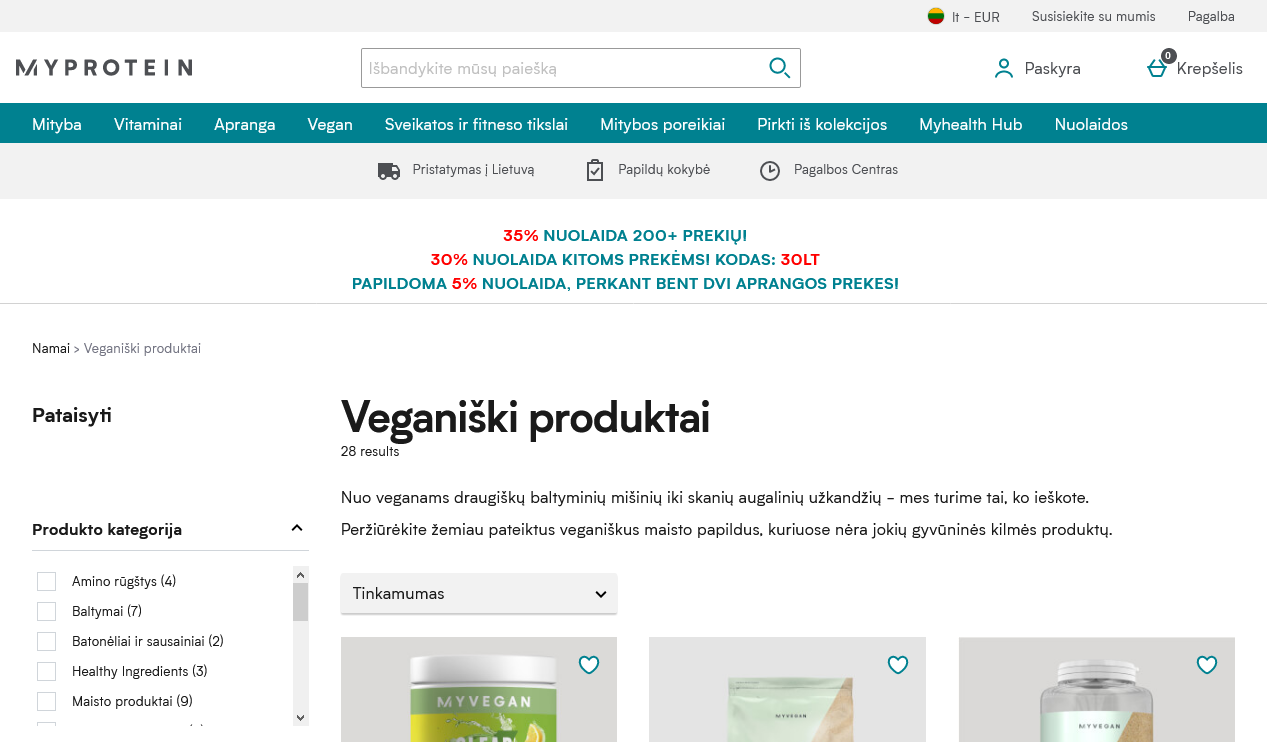 lt - EUR Susisiekite su mumis Pagalba
MYPROTEIN Išbandykite mūsų paiešką Paskyra 0 Krepšelis
Mityba Vitaminai Apranga Vegan Sveikatos ir fitneso tikslai Mitybos poreikiai Pirkti iš kolekcijos Myhealth Hub Nuolaidos
Pristatymas į Lietuvą Papildų kokybė Pagalbos Centras
35% NUOLAIDA 200+ PREKIŲ!
30% NUOLAIDA KITOMS PREKĖMS! KODAS: 30LT
PAPILDOMA 5% NUOLAIDA, PERKANT BENT DVI APRANGOS PREKES!
Namai > Veganiški produktai
Pataisyti
Veganiški produktai
28 results
Nuo veganams draugiškų baltyminių mišinių iki skanių augalinių užkandžių - mes turime tai, ko ieškote.
Peržiūrėkite žemiau pateiktus veganiškus maisto papildus, kuriuose nėra jokių gyvūninės kilmės produktų.
Produkto kategorija
Amino rūgštys (4)
Baltymai (7)
Batonėliai ir sausainiai (2)
Healthy Ingredients (3)
Maisto produktai (9)
Tinkamumas
MYVEGAN
CLEAR
MYVEGAN
MYVEGAN